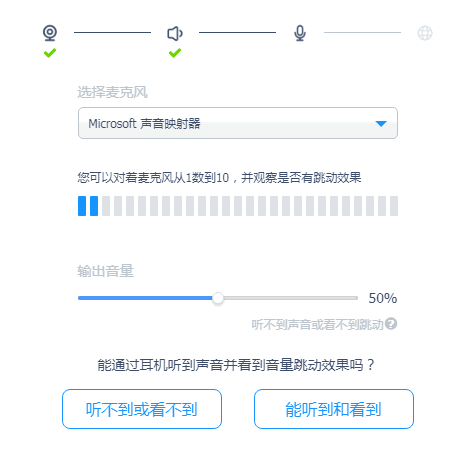 选择麦克风
Microsoft 声音映射器
您可以对着麦克风从1数到10，并观察是否有跳动效果
输出音量
50%
听不到声音或看不到跳动?
能通过耳机听到声音并看到音量跳动效果吗？
听不到或看不到
能听到和看到